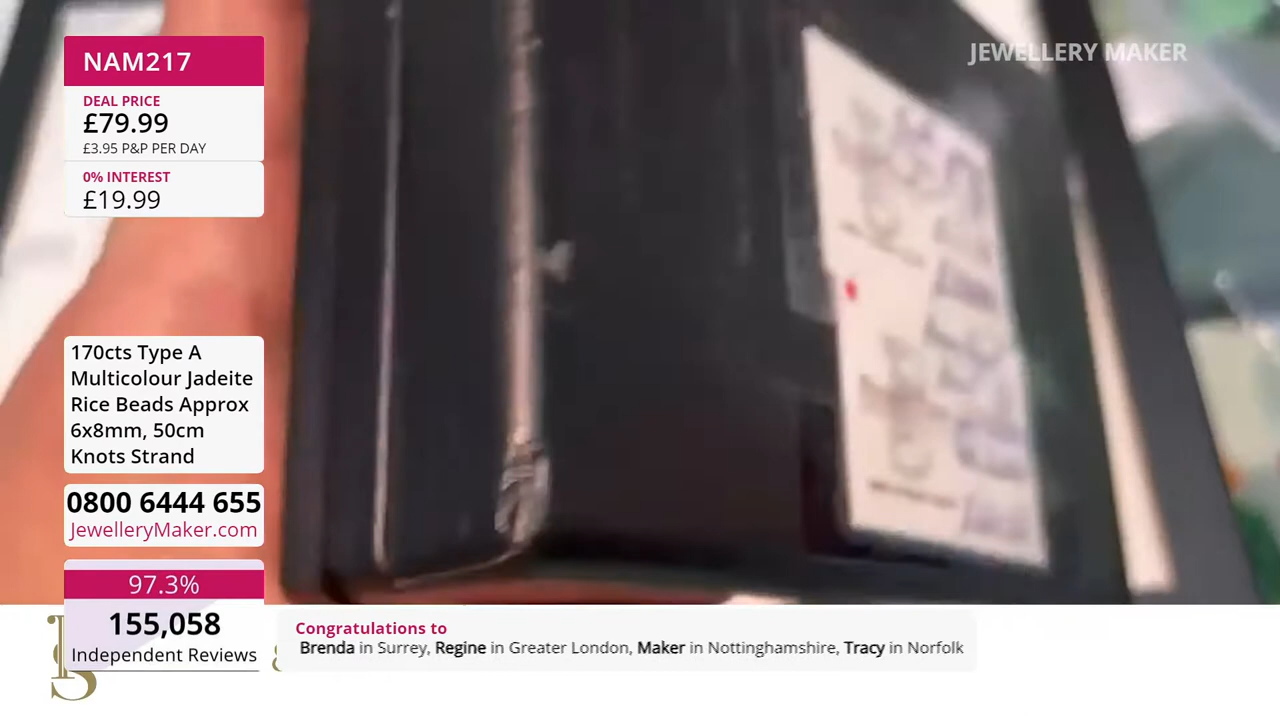 NAM217
DEAL PRICE
£79.99
£3.95 P&P PER DAY
0% INTEREST
£19.99
JEWELLERY MAKER
170cts Type A
Multicolour Jadeite
Rice Beads Approx
6x8mm, 50cm
Knots Strand
0800 6444 655
JewelleryMaker.com
97.3%
155,058
Independent Reviews
Congratulations to
Brenda in Surrey, Regine in Greater London, Maker in Nottinghamshire, Tracy in Norfolk